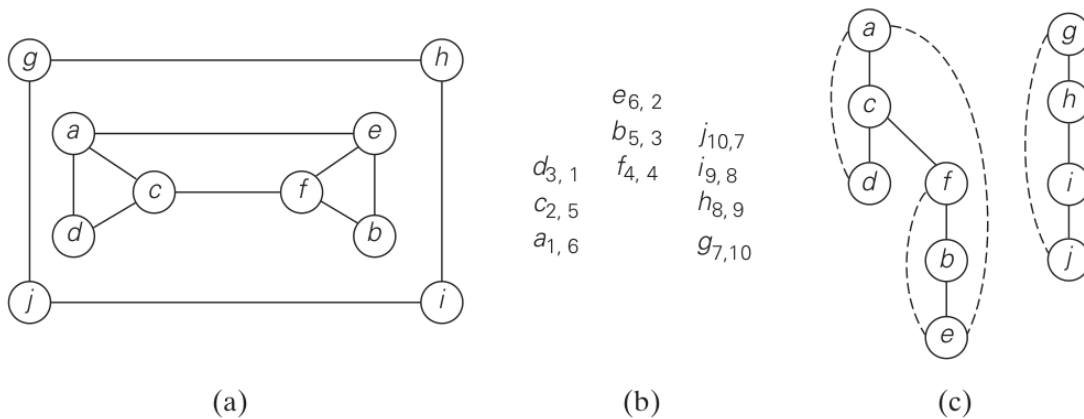 g h
a e
c f
d b
j i
(a)
e6, 2
b5, 3 j10,7
d3, 1 f4, 4 i9, 8
c2, 5 h8, 9
a1, 6 g7,10
(b)
a g
c h
d f i
b j
e
(c)